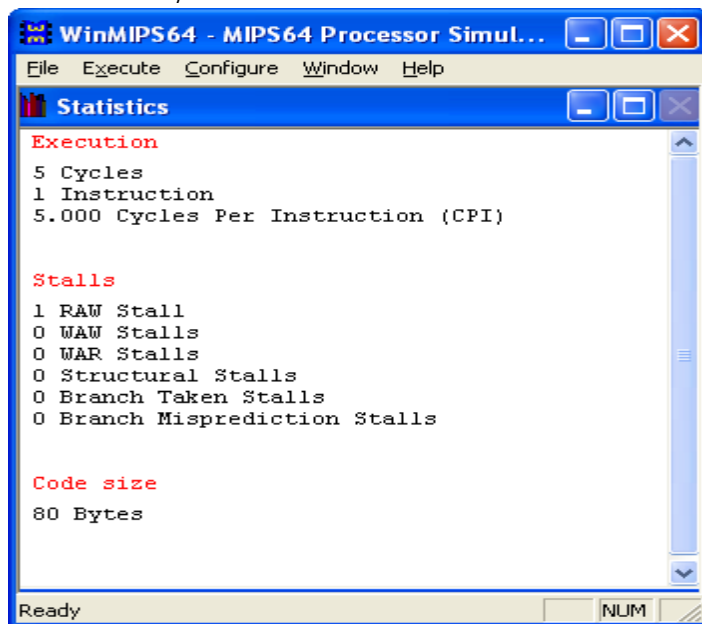 WinMIPS64 - MIPS64 Processor Simul...
File Execute Configure Window Help
Statistics
Execution
5 Cycles
1 Instruction
5.000 Cycles Per Instruction (CPI)
Stalls
1 RAW Stall
0 WAW Stalls
0 WAR Stalls
0 Structural Stalls
0 Branch Taken Stalls
0 Branch Misprediction Stalls
Code size
80 Bytes
Ready NUM